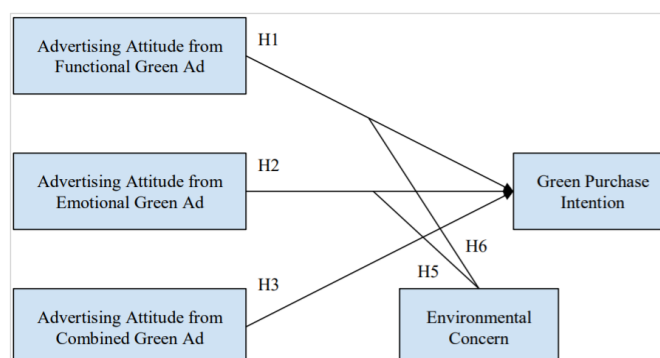 Advertising Attitude from
Functional Green Ad
H1
Advertising Attitude from
Emotional Green Ad
H2
Green Purchase
Intention
H6
H5
H3
Advertising Attitude from
Combined Green Ad
Environmental
Concern